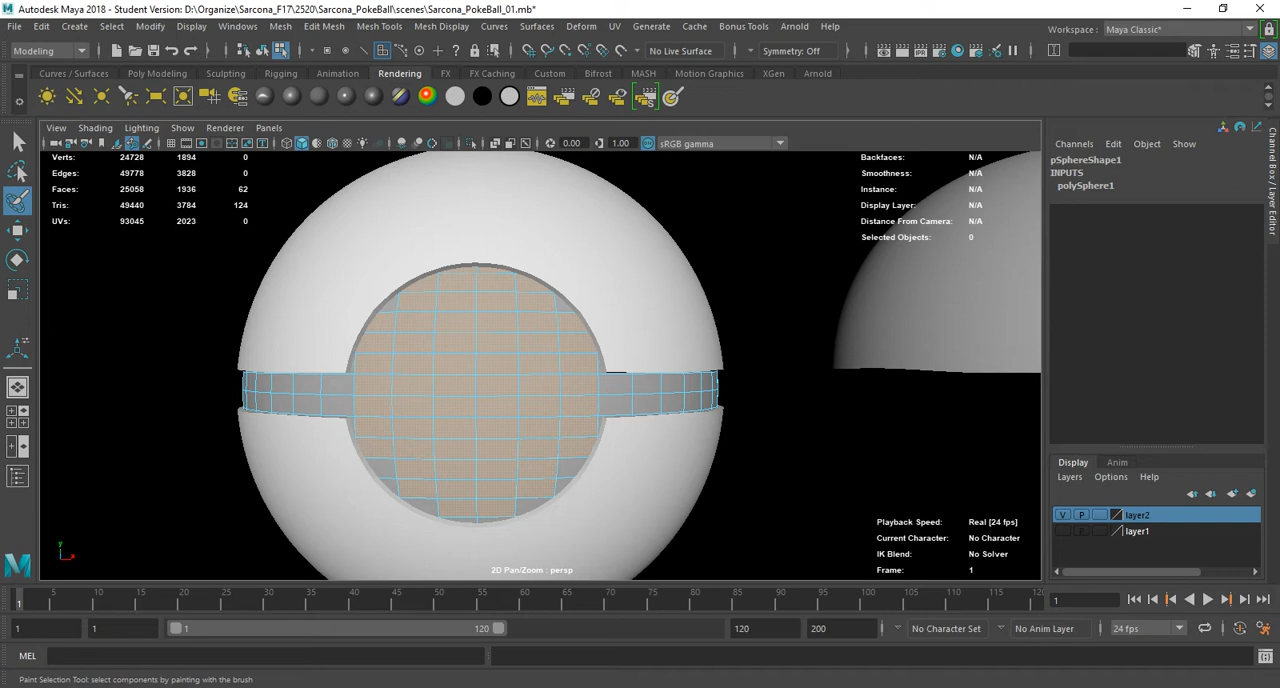 Autodesk Maya 2018 - Student Version: D:\Organize\Sarcona_F17\2520\Sarcona_PokeBall\scenes\Sarcona_PokeBall_01.mb*
File Edit Create Select Modify Display Windows Mesh Edit Mesh Mesh Tools Mesh Display Curves Surfaces Deform UV Generate Cache Bonus Tools Arnold Help Workspace : Maya Classic*
Modeling No Live Surface Symmetry: Off
Curves / Surfaces Poly Modeling Sculpting Rigging Animation Rendering FX FX Caching Custom Bifrost MASH Motion Graphics XGen Arnold
View Shading Lighting Show Renderer Panels
0.00 1.00 sRGB gamma
Channels Edit Object Show
pSphereShape1
INPUTS
polySphere1
Channel Box / Layer Editor
Verts: 24728 1894 0
Edges: 49778 3828 0
Faces: 25058 1936 62
Tris: 49440 3784 124
UVs: 93045 2023 0
Backfaces: N/A
Smoothness: N/A
Instance: N/A
Display Layer: N/A
Distance From Camera: N/A
Selected Objects: 0
Display Anim
Layers Options Help
V P layer2
layer1
Playback Speed: Real [24 fps]
Current Character: No Character
IK Blend: No Solver
Frame: 1
2D Pan/Zoom : persp
y
x
1 5 10 15 20 25 30 35 40 45 50 55 60 65 70 75 80 85 90 95 100 105 110 115 120 1
1 1 1 120 120 200 No Character Set No Anim Layer 24 fps
MEL
Paint Selection Tool: select components by painting with the brush